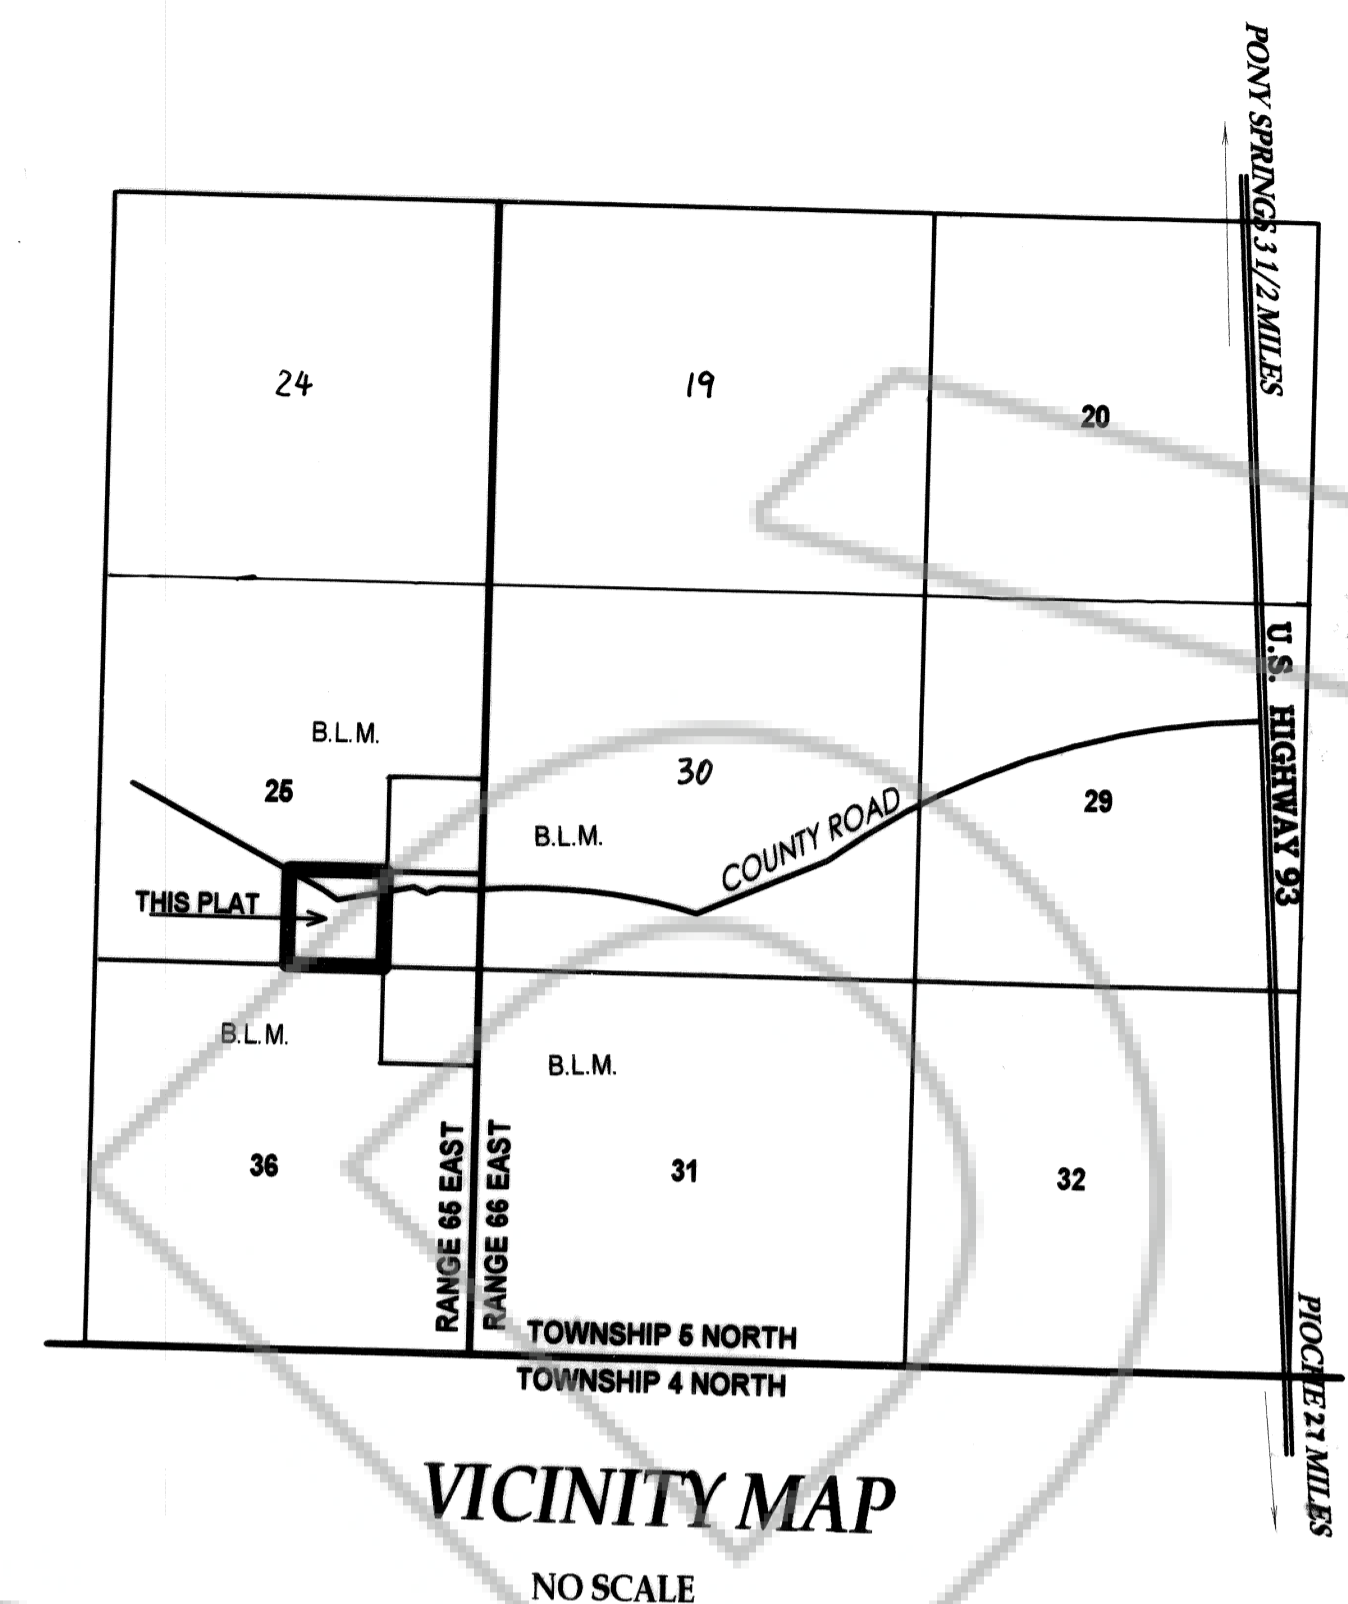 PONY SPRINGS 3 1/2 MILES
24
19
20
U.S. HIGHWAY 93
B.L.M.
25
30
B.L.M.
COUNTY ROAD
29
THIS PLAT
B.L.M.
B.L.M.
36
31
32
RANGE 65 EAST
RANGE 66 EAST
TOWNSHIP 5 NORTH
TOWNSHIP 4 NORTH
PIOCHE 27 MILES
VICINITY MAP
NO SCALE